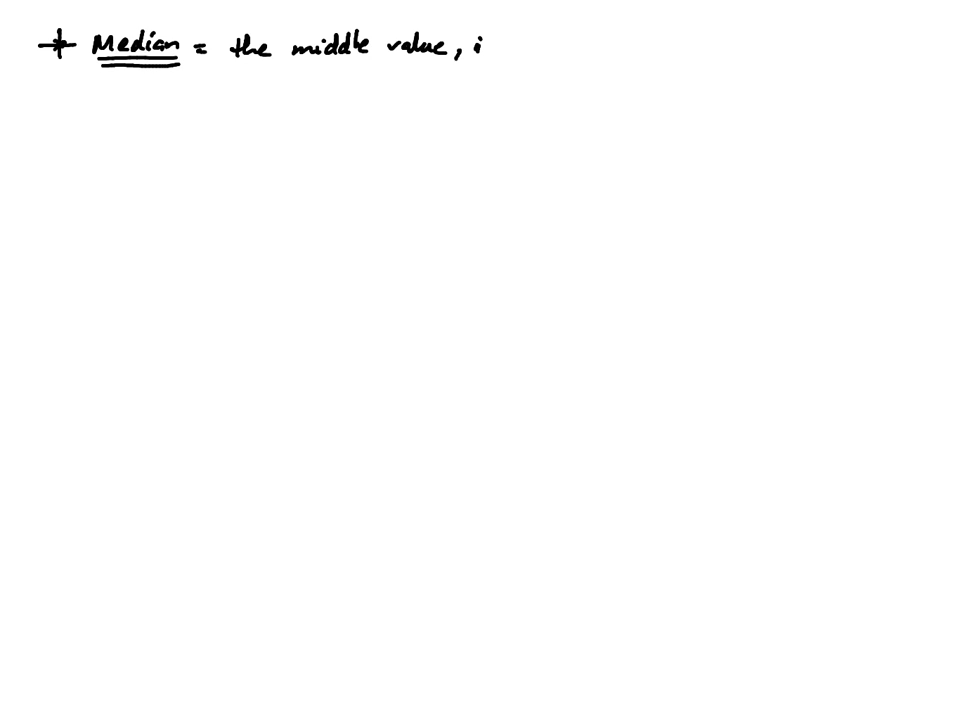 * Median = the middle value, i